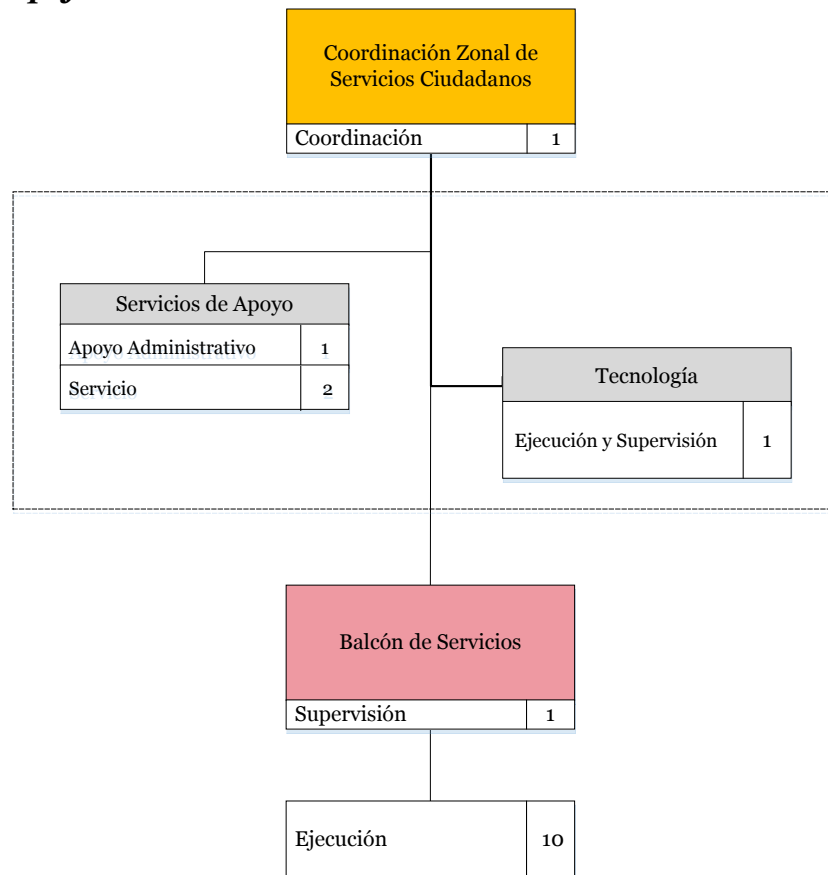 Coordinación Zonal de
Servicios Ciudadanos
Coordinación 1
Servicios de Apoyo
Apoyo Administrativo 1
Servicio 2
Tecnología
Ejecución y Supervisión 1
Balcón de Servicios
Supervisión 1
Ejecución 10